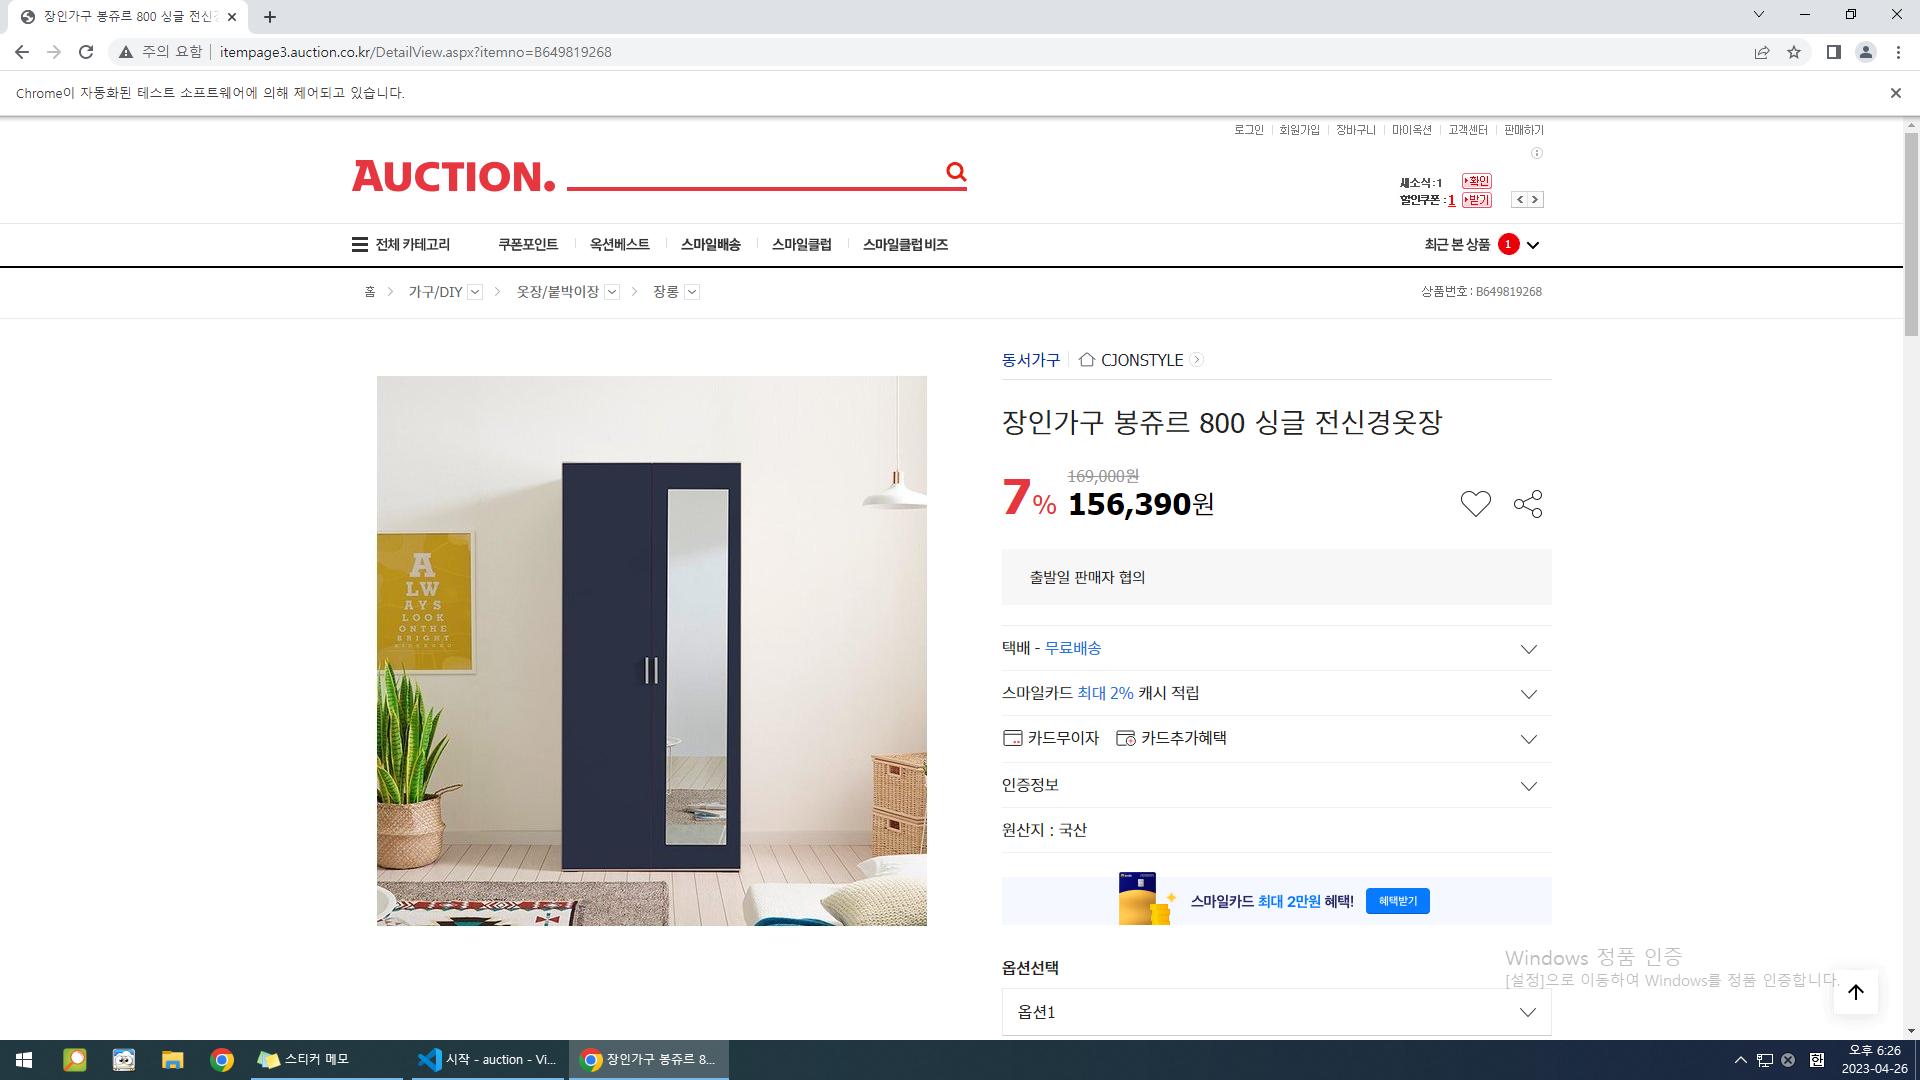 장인가구 봉쥬르 800 싱글 전신경
주의 요함
itempage3.auction.co.kr/DetailView.aspx?itemno=B649819268
Chrome이 자동화된 테스트 소프트웨어에 의해 제어되고 있습니다.
로그인 회원가입 장바구니 마이옥션 고객센터 판매하기
AUCTION.
새소식:1 확인
할인쿠폰:1 받기
전체 카테고리 쿠폰포인트 옥션베스트 스마일배송 스마일클럽 스마일클럽 비즈 최근 본 상품 1
홈 > 가구/DIY > 옷장/붙박이장 > 장롱
상품번호 : B649819268
동서가구 CJONSTYLE
장인가구 봉쥬르 800 싱글 전신경옷장
169,000원
7% 156,390원
출발일 판매자 협의
택배 - 무료배송
스마일카드 최대 2% 캐시 적립
카드무이자 카드추가혜택
인증정보
원산지 : 국산
스마일카드 최대 2만원 혜택! 혜택받기
옵션선택
옵션1
A
LW
AYS
LOOK
ON THE
BRIGHT
Windows 정품 인증
[설정]으로 이동하여 Windows를 정품 인증합니다.
스티커 메모
시작 - auction - Vi...
장인가구 봉쥬르 8...
한
오후 6:26
2023-04-26